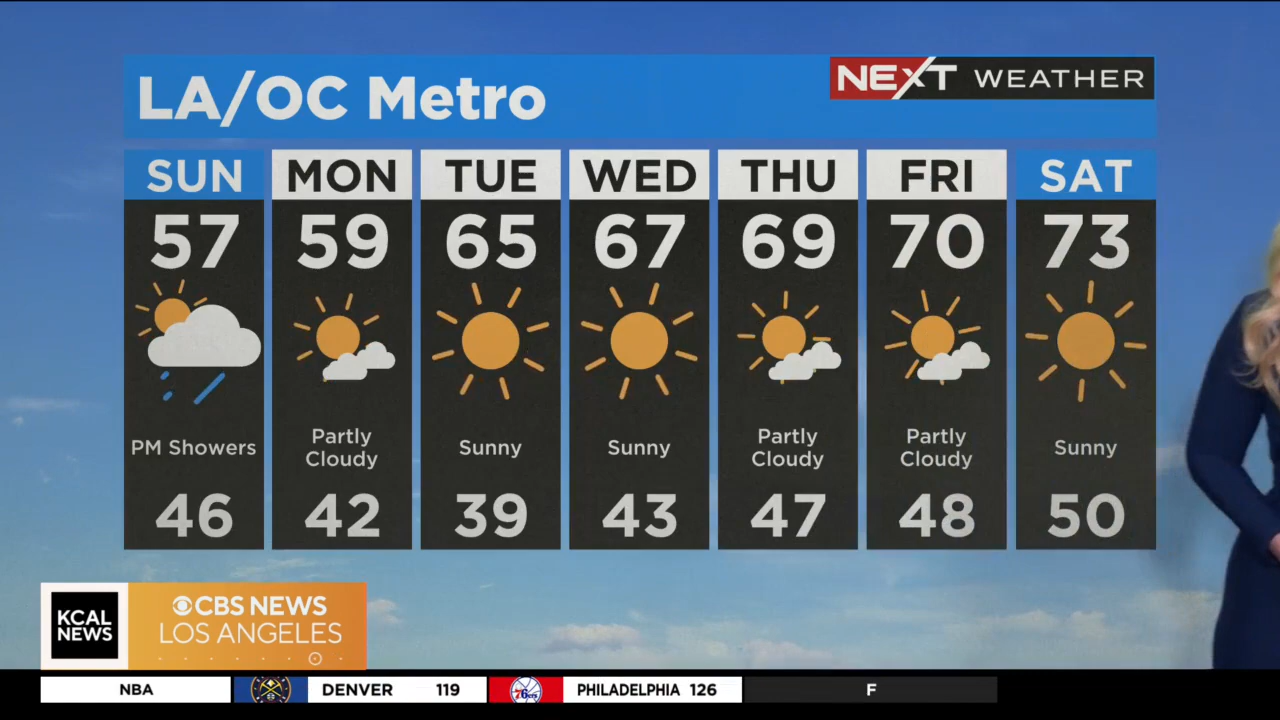 LA/OC Metro
NEXT WEATHER
SUN
MON
TUE
WED
THU
FRI
SAT
57
59
65
67
69
70
73
PM Showers
Partly
Cloudy
Sunny
Sunny
Partly
Cloudy
Partly
Cloudy
Sunny
46
42
39
43
47
48
50
KCAL
NEWS
CBS NEWS
LOS ANGELES
NBA
DENVER 119
76ers
PHILADELPHIA 126
F